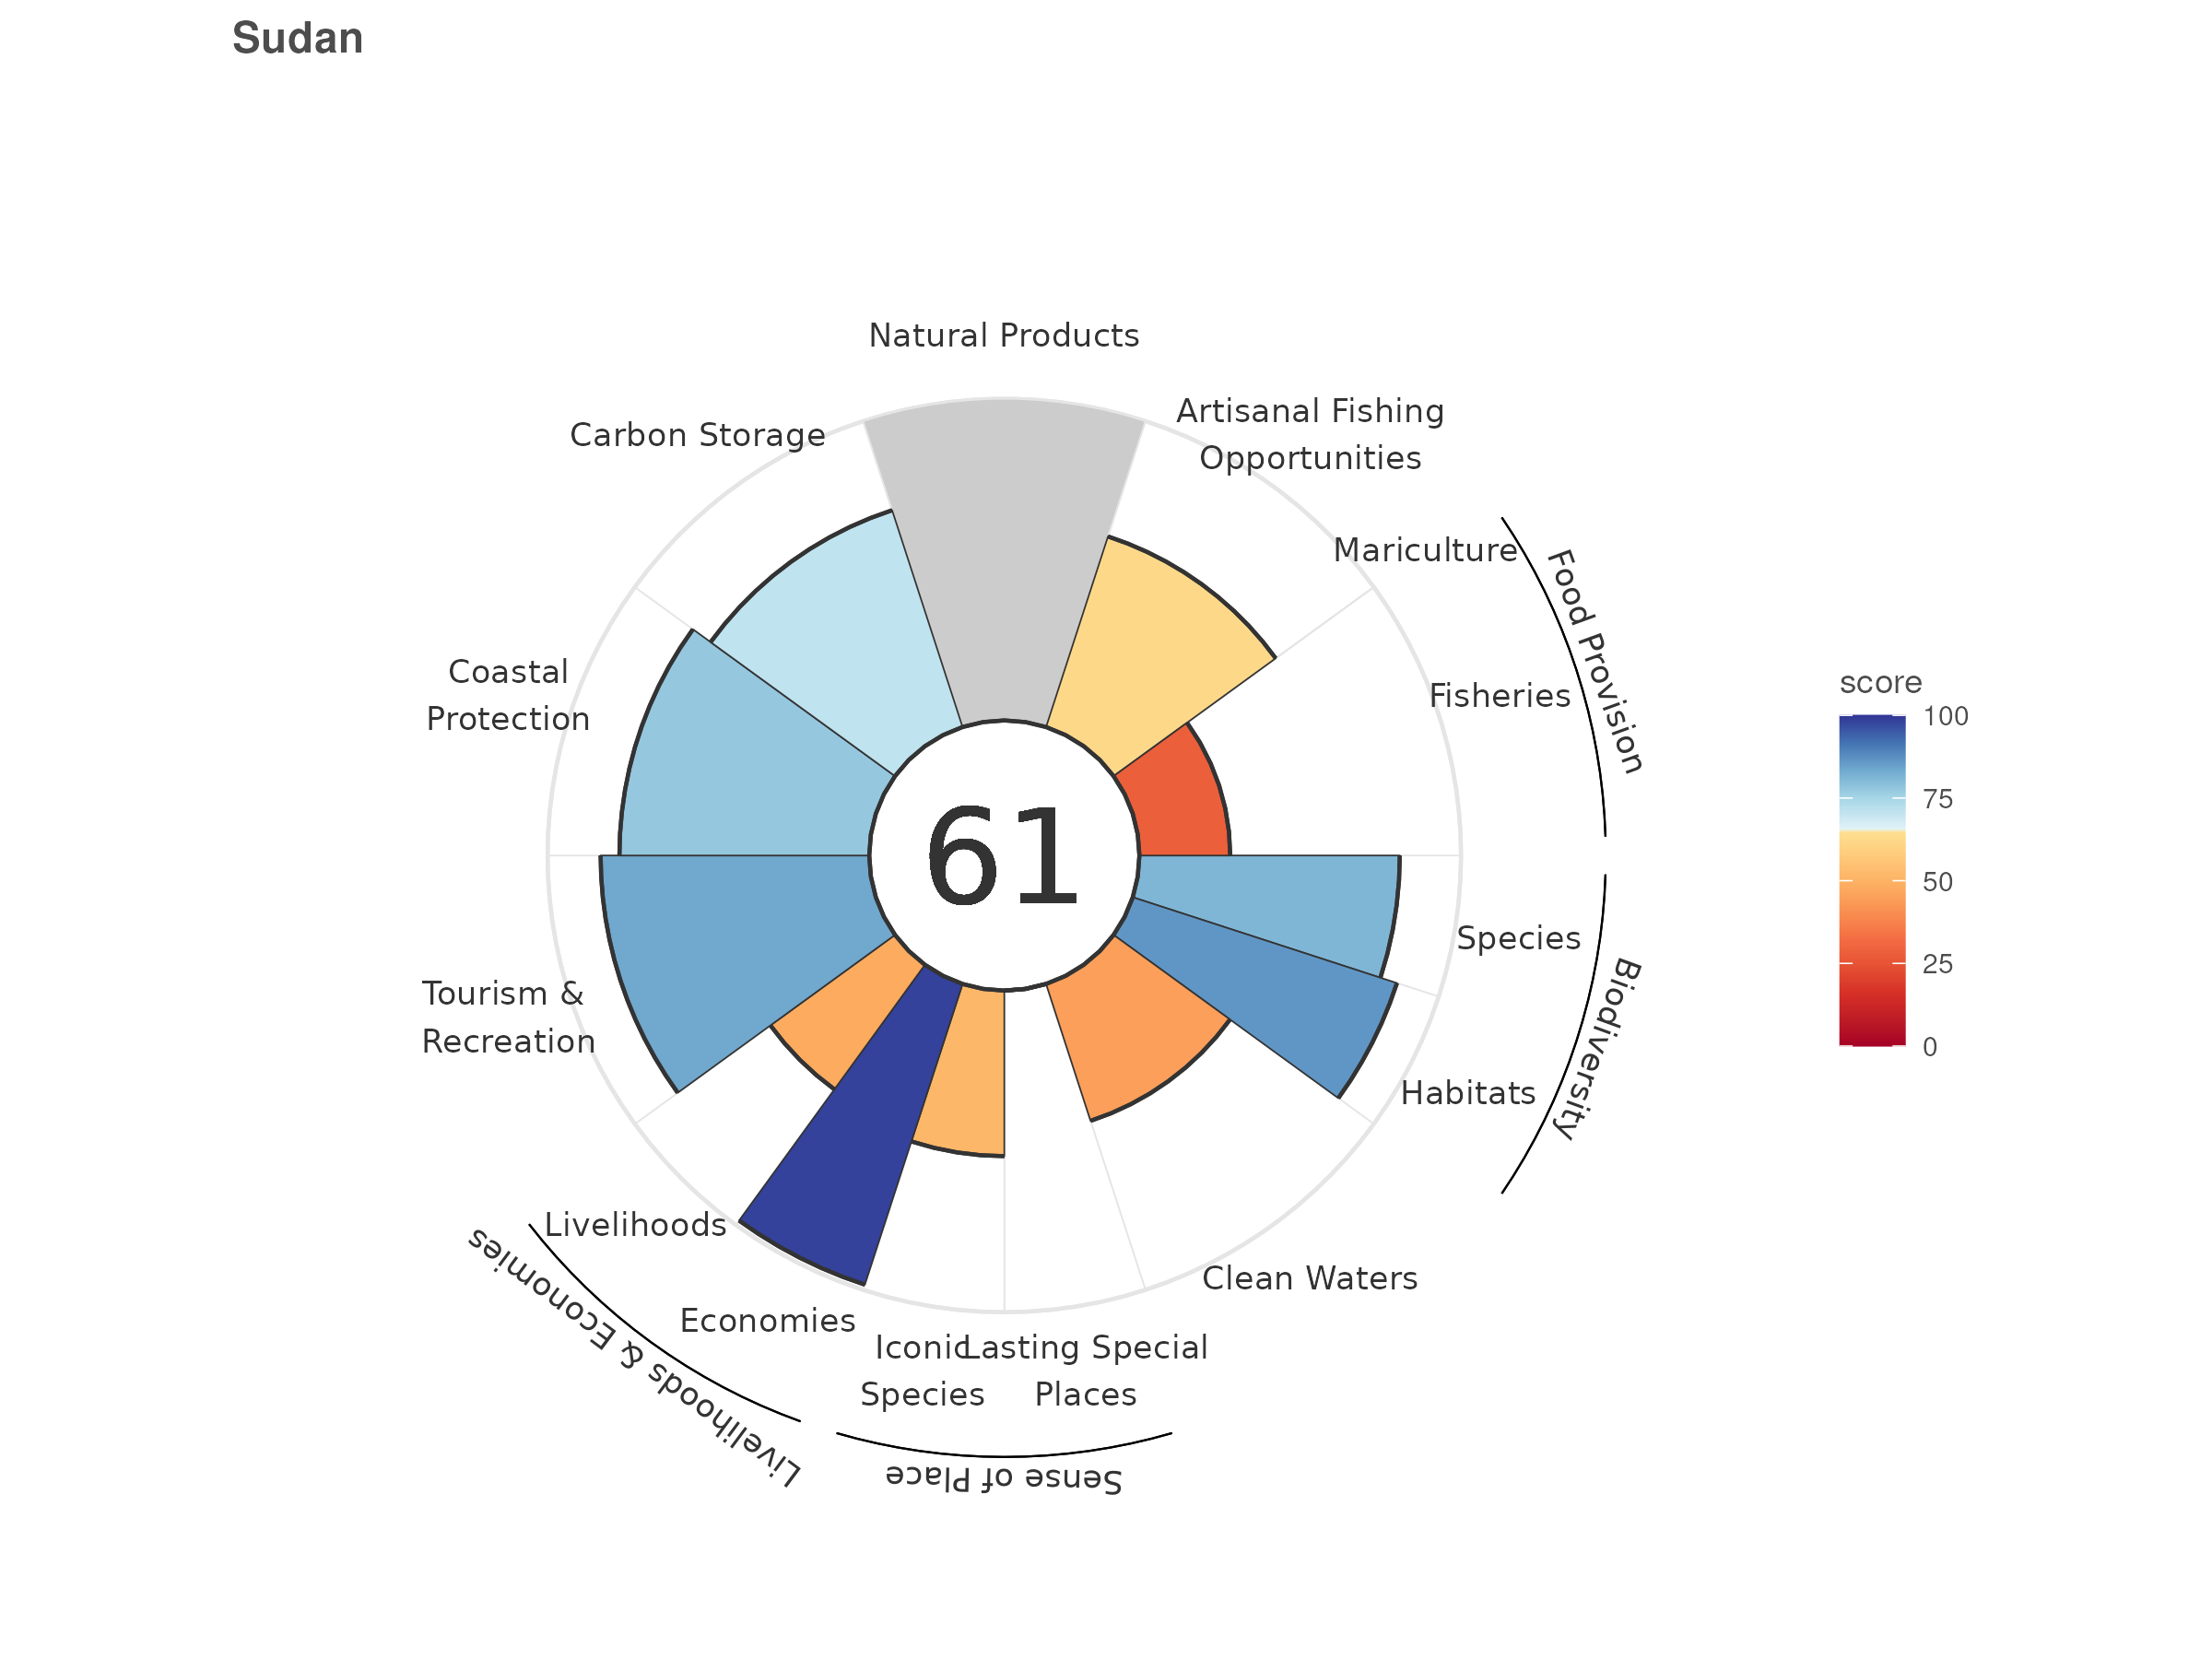 Sudan
Natural Products
Artisanal Fishing
Opportunities
Carbon Storage
Mariculture
Food Provision
Fisheries
Coastal
Protection
score
100
75
50
25
0
61
Species
Biodiversity
Habitats
Tourism &
Recreation
Livelihoods
Livelihoods & Economies
Clean Waters
Economies
Iconic
Species
Lasting Special
Places
Sense of Place